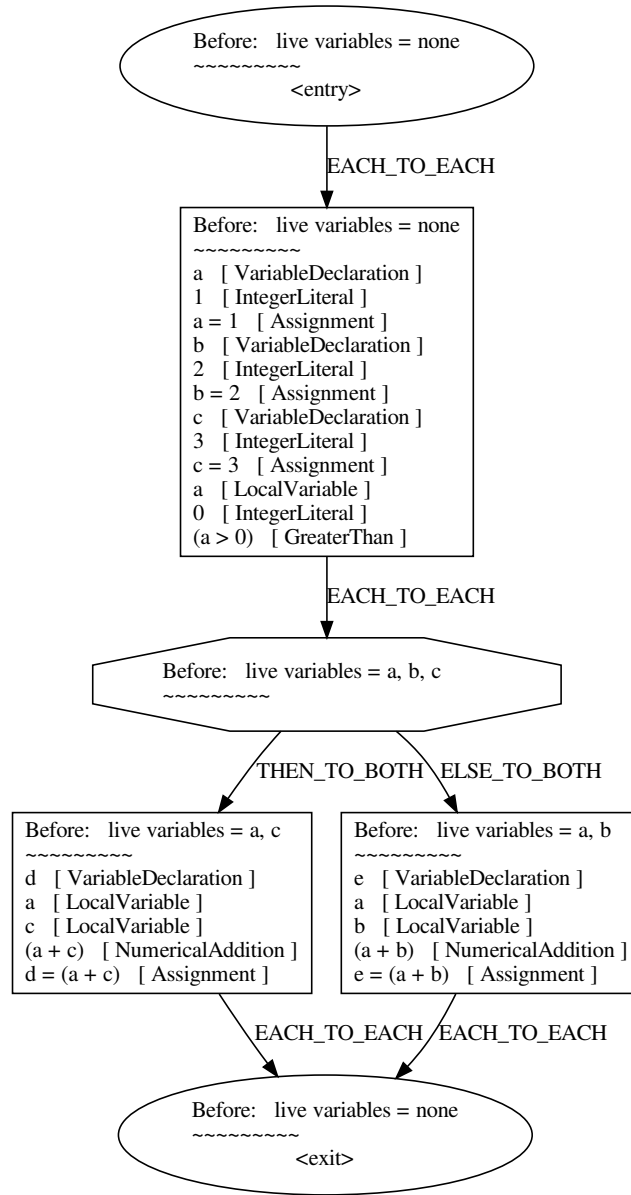 Before: live variables = none
~~~~~~~~~
<entry>
EACH_TO_EACH
Before: live variables = none
~~~~~~~~~
a [ VariableDeclaration ]
1 [ IntegerLiteral ]
a = 1 [ Assignment ]
b [ VariableDeclaration ]
2 [ IntegerLiteral ]
b = 2 [ Assignment ]
c [ VariableDeclaration ]
3 [ IntegerLiteral ]
c = 3 [ Assignment ]
a [ LocalVariable ]
0 [ IntegerLiteral ]
(a > 0) [ GreaterThan ]
EACH_TO_EACH
Before: live variables = a, b, c
~~~~~~~~~
THEN_TO_BOTH
ELSE_TO_BOTH
Before: live variables = a, c
~~~~~~~~~
d [ VariableDeclaration ]
a [ LocalVariable ]
c [ LocalVariable ]
(a + c) [ NumericalAddition ]
d = (a + c) [ Assignment ]
Before: live variables = a, b
~~~~~~~~~
e [ VariableDeclaration ]
a [ LocalVariable ]
b [ LocalVariable ]
(a + b) [ NumericalAddition ]
e = (a + b) [ Assignment ]
EACH_TO_EACH
EACH_TO_EACH
Before: live variables = none
~~~~~~~~~
<exit>